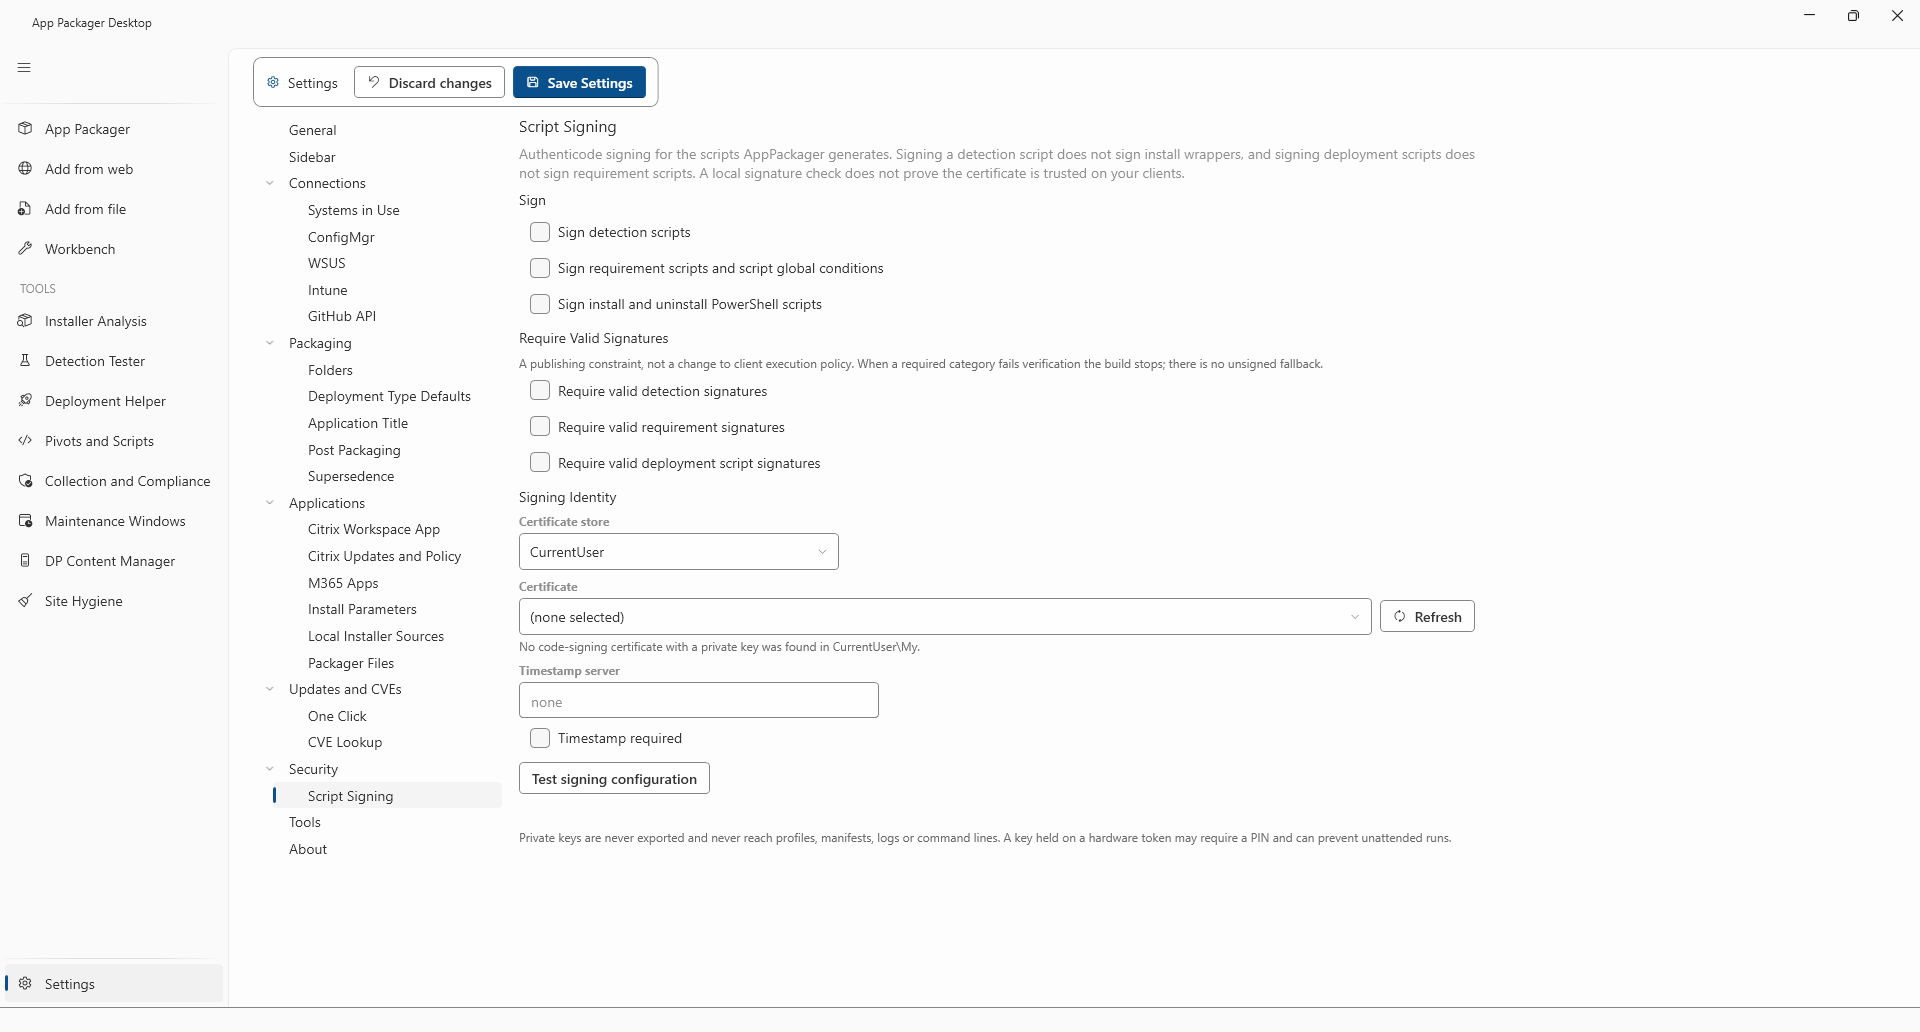 App Packager Desktop
Settings
Discard changes
Save Settings
App Packager
Add from web
Add from file
Workbench
TOOLS
Installer Analysis
Detection Tester
Deployment Helper
Pivots and Scripts
Collection and Compliance
Maintenance Windows
DP Content Manager
Site Hygiene
Settings
General
Sidebar
Connections
Systems in Use
ConfigMgr
WSUS
Intune
GitHub API
Packaging
Folders
Deployment Type Defaults
Application Title
Post Packaging
Supersedence
Applications
Citrix Workspace App
Citrix Updates and Policy
M365 Apps
Install Parameters
Local Installer Sources
Packager Files
Updates and CVEs
One Click
CVE Lookup
Security
Script Signing
Tools
About
Script Signing
Authenticode signing for the scripts AppPackager generates. Signing a detection script does not sign install wrappers, and signing deployment scripts does
not sign requirement scripts. A local signature check does not prove the certificate is trusted on your clients.
Sign
Sign detection scripts
Sign requirement scripts and script global conditions
Sign install and uninstall PowerShell scripts
Require Valid Signatures
A publishing constraint, not a change to client execution policy. When a required category fails verification the build stops; there is no unsigned fallback.
Require valid detection signatures
Require valid requirement signatures
Require valid deployment script signatures
Signing Identity
Certificate store
CurrentUser
Certificate
(none selected)
Refresh
No code-signing certificate with a private key was found in CurrentUser\My.
Timestamp server
none
Timestamp required
Test signing configuration
Private keys are never exported and never reach profiles, manifests, logs or command lines. A key held on a hardware token may require a PIN and can prevent unattended runs.